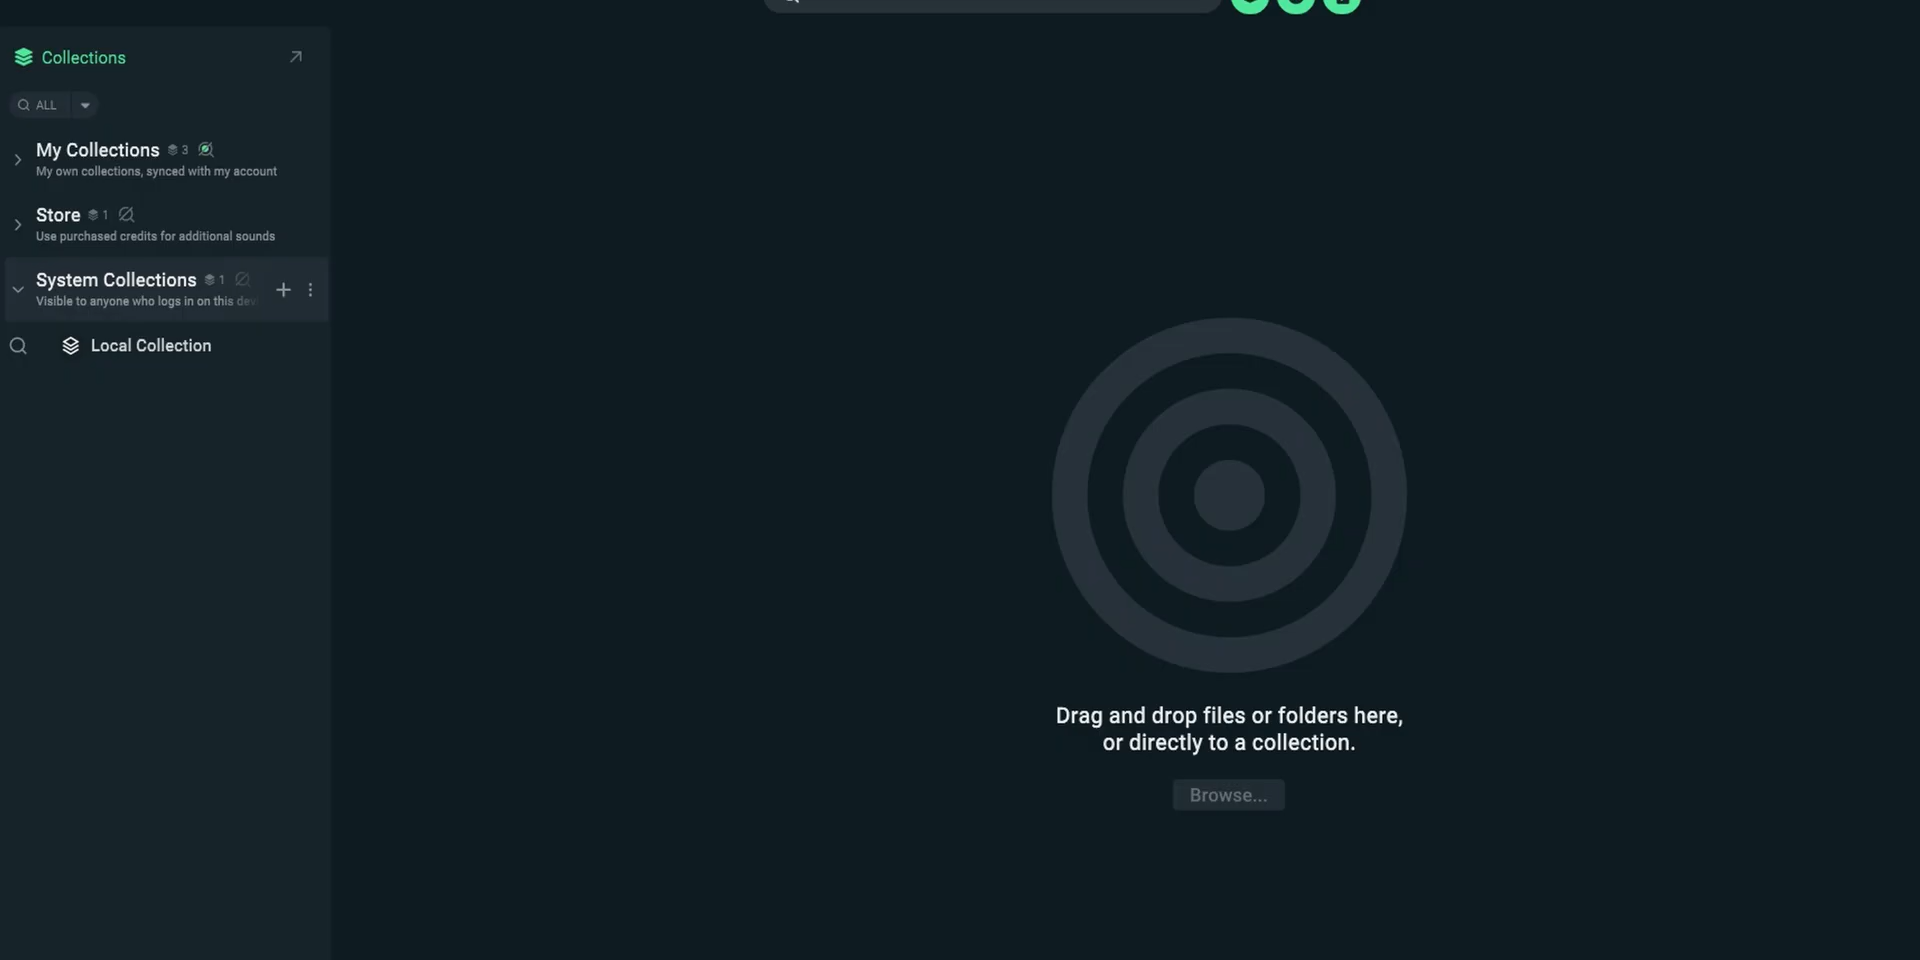 Collections
ALL
My Collections 3
My own collections, synced with my account
Store 1
Use purchased credits for additional sounds
System Collections 1
Visible to anyone who logs in on this dev
Local Collection
Drag and drop files or folders here,
or directly to a collection.
Browse...